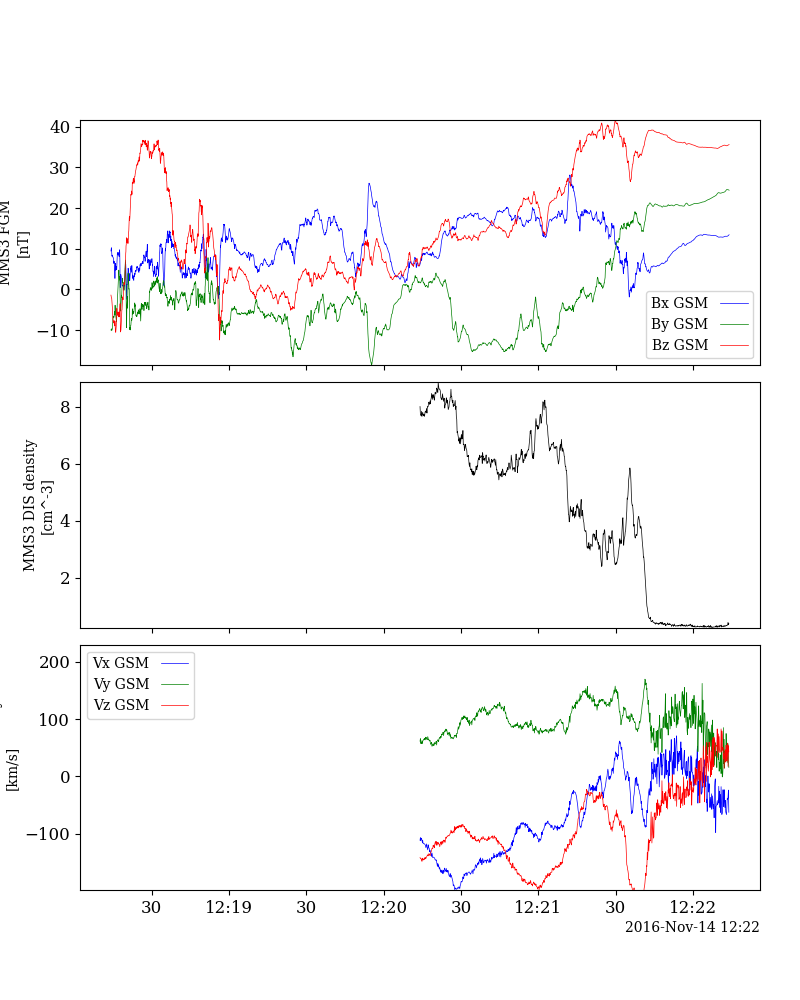 40
30
20
10
0
−10
MMS3 FGM
[nT]
Bx GSM
By GSM
Bz GSM
8
6
4
2
MMS3 DIS density
[cm^-3]
200
100
0
−100
[km/s]
Vx GSM
Vy GSM
Vz GSM
30 12:19 30 12:20 30 12:21 30 12:22
2016-Nov-14 12:22